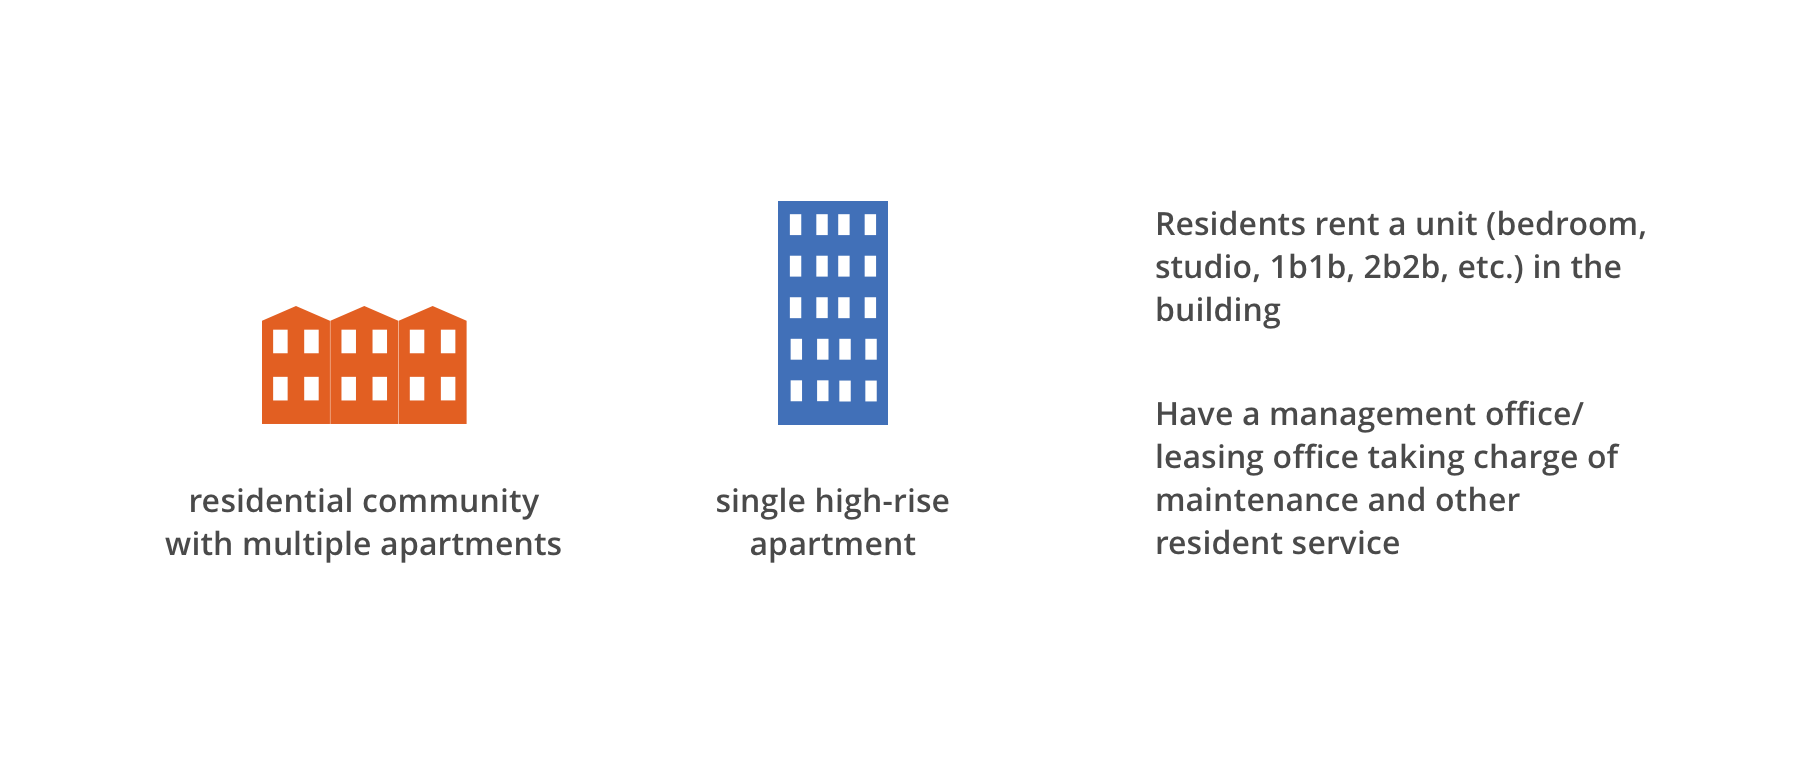 residential community
with multiple apartments
single high-rise
apartment
Residents rent a unit (bedroom,
studio, 1b1b, 2b2b, etc.) in the
building
Have a management office/
leasing office taking charge of
maintenance and other
resident service